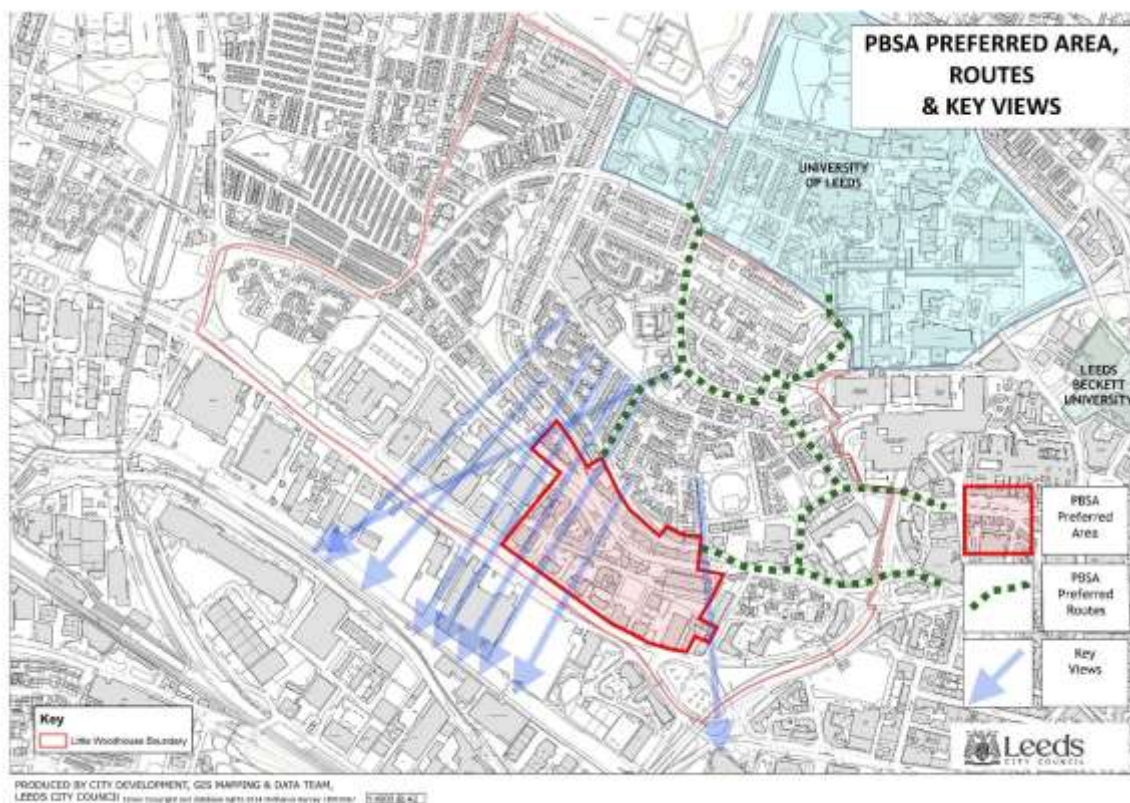 PBSA PREFERRED AREA,
ROUTES
& KEY VIEWS
UNIVERSITY
OF LEEDS
LEEDS
BECKETT
UNIVERSITY
PBSA
Preferred
Area
PBSA
Preferred
Routes
Key
Views
Key
Little Woodhouse Boundary
Leeds
CITY COUNCIL
PRODUCED BY CITY DEVELOPMENT, GIS MAPPING & DATA TEAM,
LEEDS CITY COUNCIL